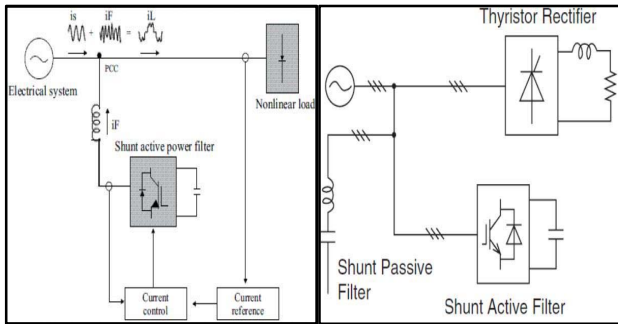 is + iF = iL
PCC
Electrical system
Nonlinear load
iF
Shunt active power filter
Current
control
Current
reference
Thyristor Rectifier
Shunt Passive
Filter
Shunt Active Filter